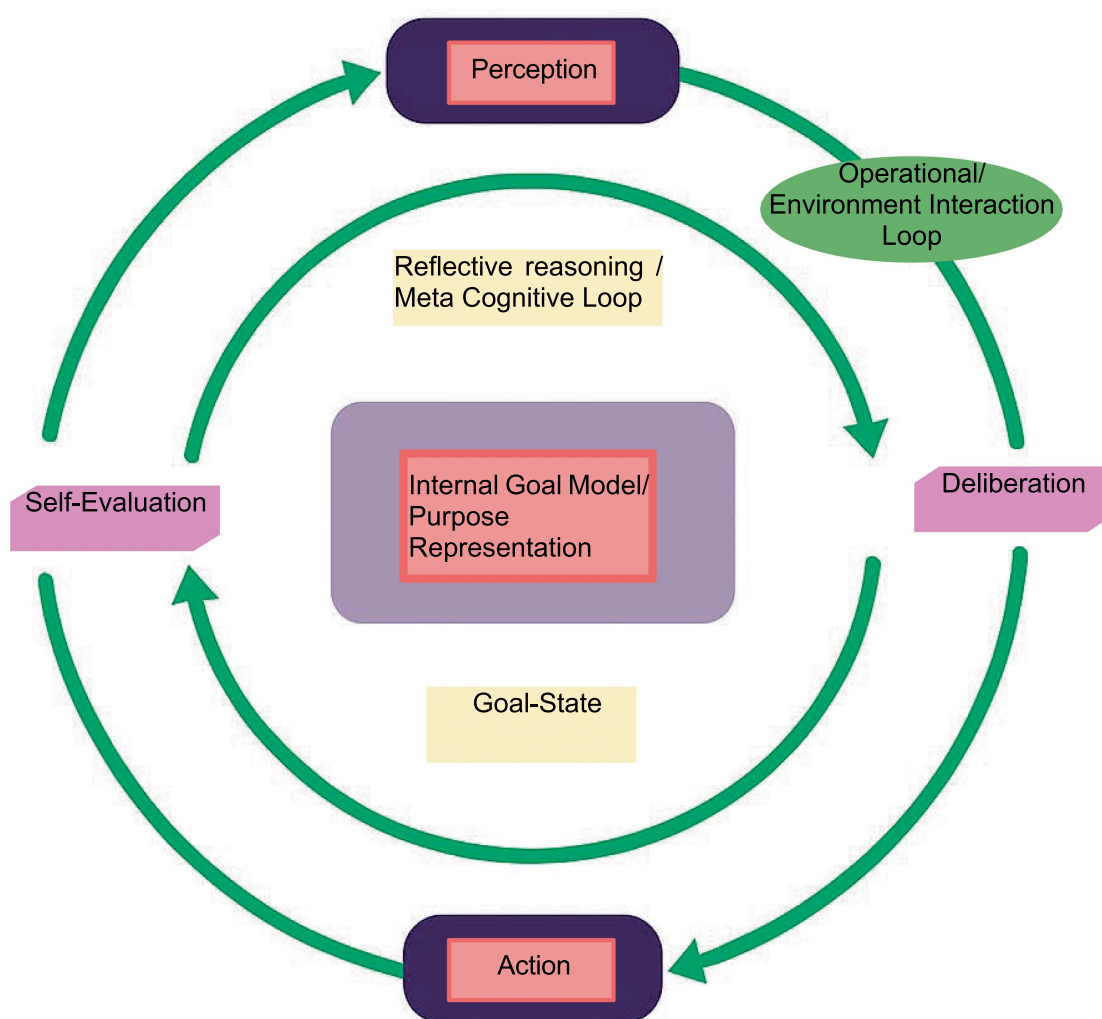 Perception
Operational/
Environment Interaction
Loop
Reflective reasoning /
Meta Cognitive Loop
Internal Goal Model/
Purpose
Representation
Self-Evaluation
Deliberation
Goal-State
Action